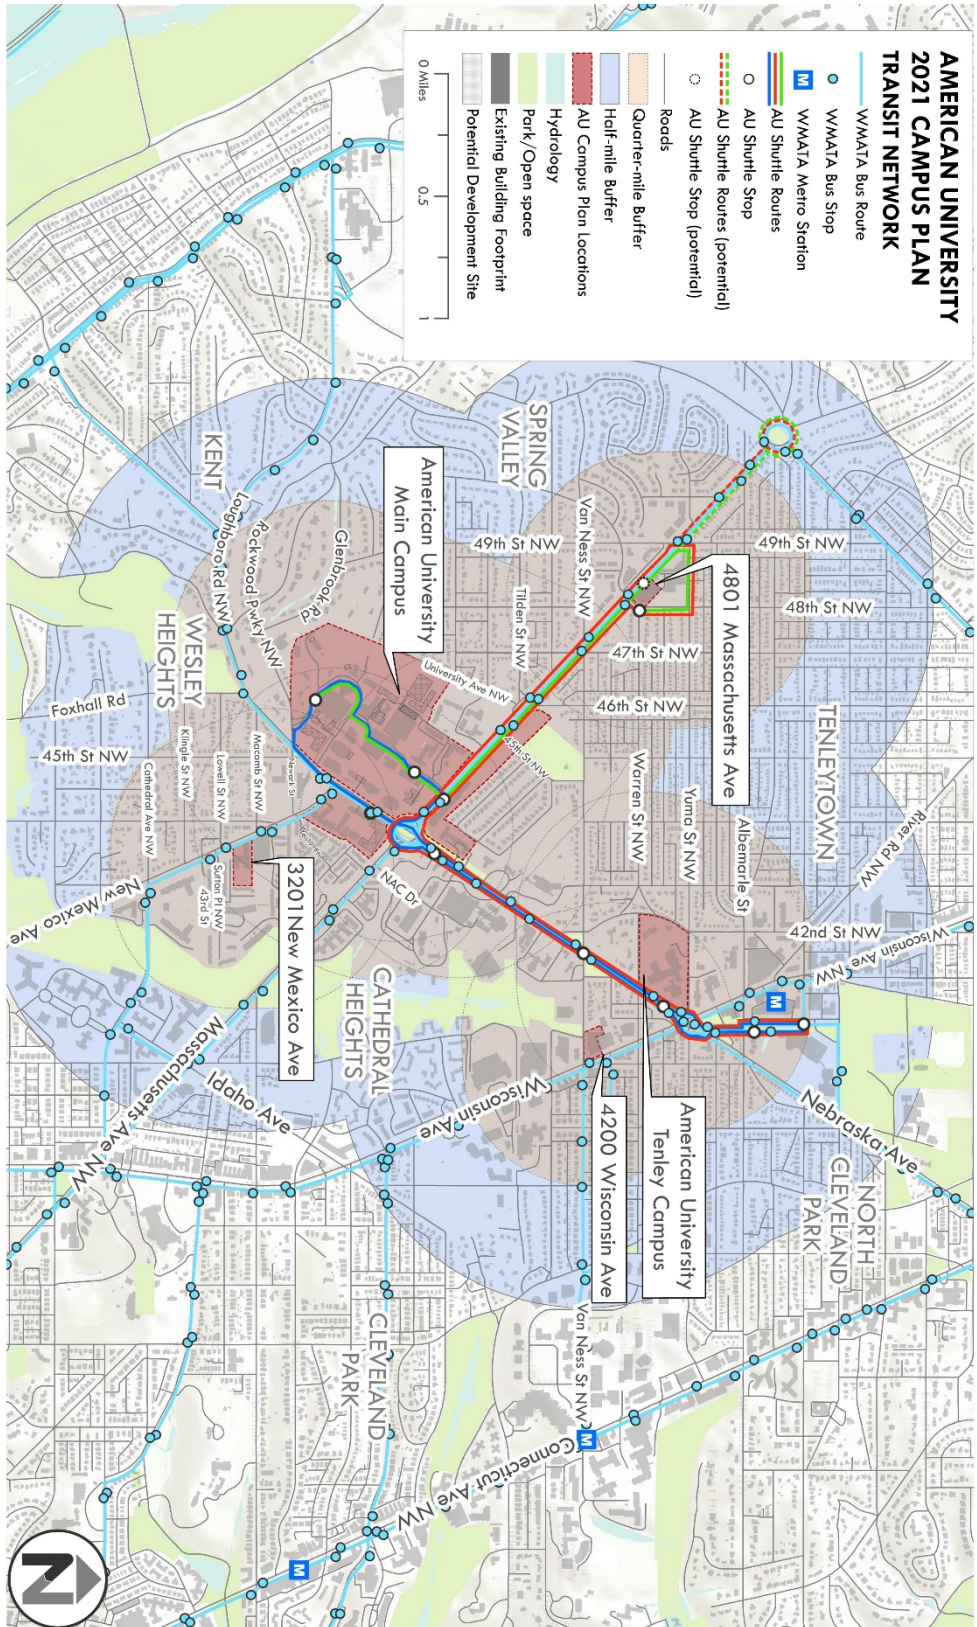 AMERICAN UNIVERSITY
2021 CAMPUS PLAN
TRANSIT NETWORK
WMATA Bus Route
WMATA Bus Stop
M WMATA Metro Station
AU Shuttle Routes
AU Shuttle Stop
AU Shuttle Routes (potential)
AU Shuttle Stop (potential)
Roads
Quarter-mile Buffer
Half-mile Buffer
AU Campus Plan Locations
Hydrology
Park/Open space
Existing Building Footprint
Potential Development Site
0 Miles
0.5
1
SPRING
VALLEY
KENT
49th St NW
49th St NW
48th St NW
4801 Massachusetts Ave
Van Ness St NW
Tilden St NW
47th St NW
46th St NW
TENLEYTOWN
River Rd NW
American University
Main Campus
Glenbrook Rd
Rockwood Pwky NW
Loughboro Rd NW
University Ave NW
45th St NW
WESLEY
HEIGHTS
Foxhall Rd
45th St NW
Klingle St NW
Cathedral Ave NW
Lowell St NW
Macomb St NW
Newark St
Warren St NW
Yuma St NW
Albemarle St
42nd St NW
Wisconsin Ave NW
M
Sutton Pl NW
43rd St
New Mexico Ave
3201 New Mexico Ave
NAC Dr
CATHEDRAL
HEIGHTS
Massachusetts Ave NW
Idaho Ave
Wisconsin Ave
4200 Wisconsin Ave
American University
Tenley Campus
Nebraska Ave
NORTH
CLEVELAND
PARK
CLEVELAND
PARK
Van Ness St NW
M
Connecticut Ave NW
M
N